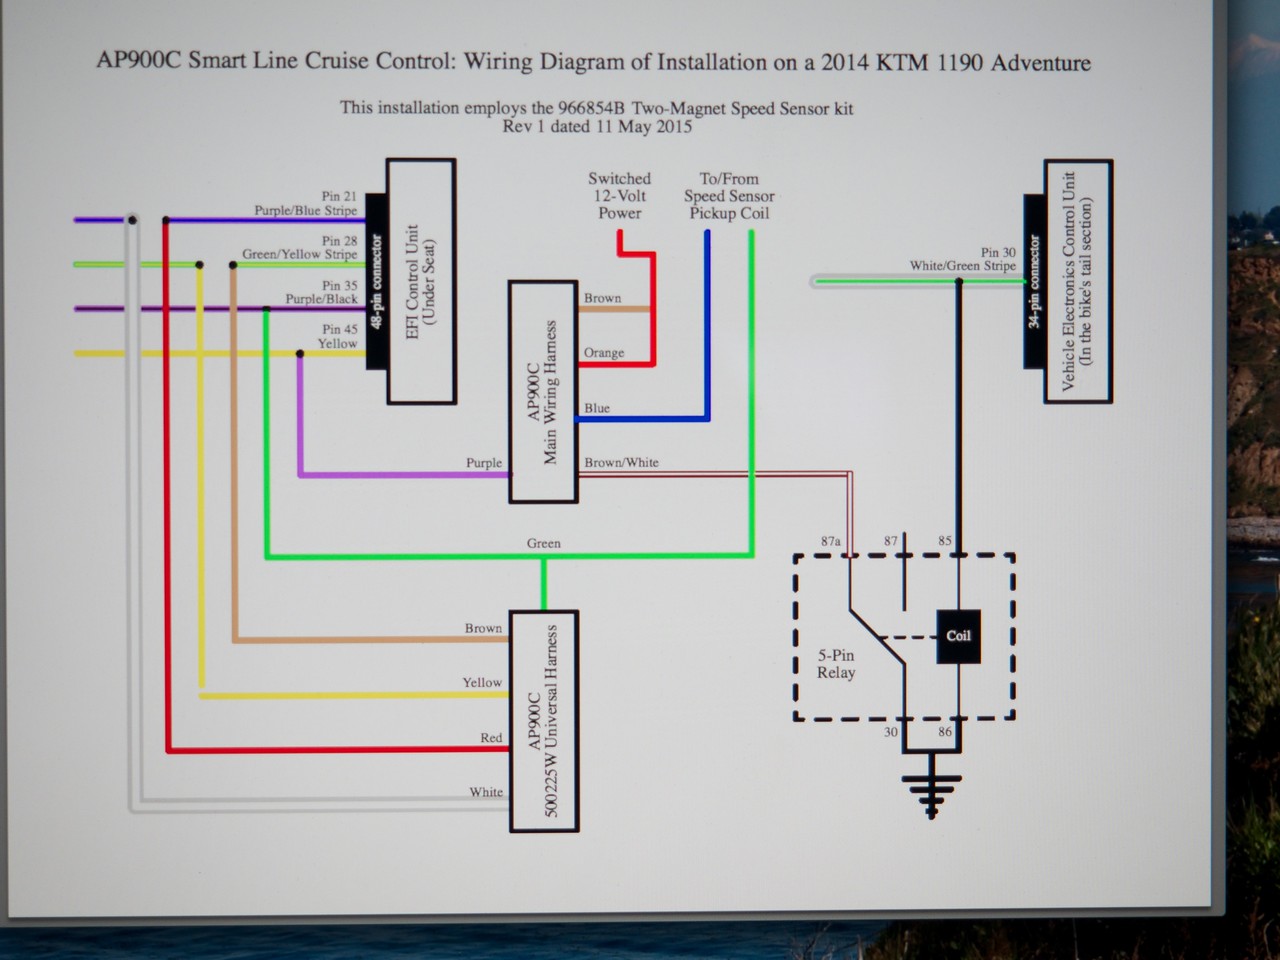 AP900C Smart Line Cruise Control: Wiring Diagram of Installation on a 2014 KTM 1190 Adventure
This installation employs the 966854B Two-Magnet Speed Sensor kit
Rev 1 dated 11 May 2015
Pin 21
Purple/Blue Stripe
Pin 28
Green/Yellow Stripe
Pin 35
Purple/Black
Pin 45
Yellow
48-pin connector
EFI Control Unit
(Under Seat)
Switched
12-Volt
Power
To/From
Speed Sensor
Pickup Coil
Pin 30
White/Green Stripe
34-pin connector
Vehicle Electronics Control Unit
(In the bike's tail section)
Brown
Orange
Blue
Brown/White
Purple
AP900C
Main Wiring Harness
Green
87a
87
85
Coil
5-Pin
Relay
30
86
Brown
Yellow
Red
White
AP900C
500225W Universal Harness